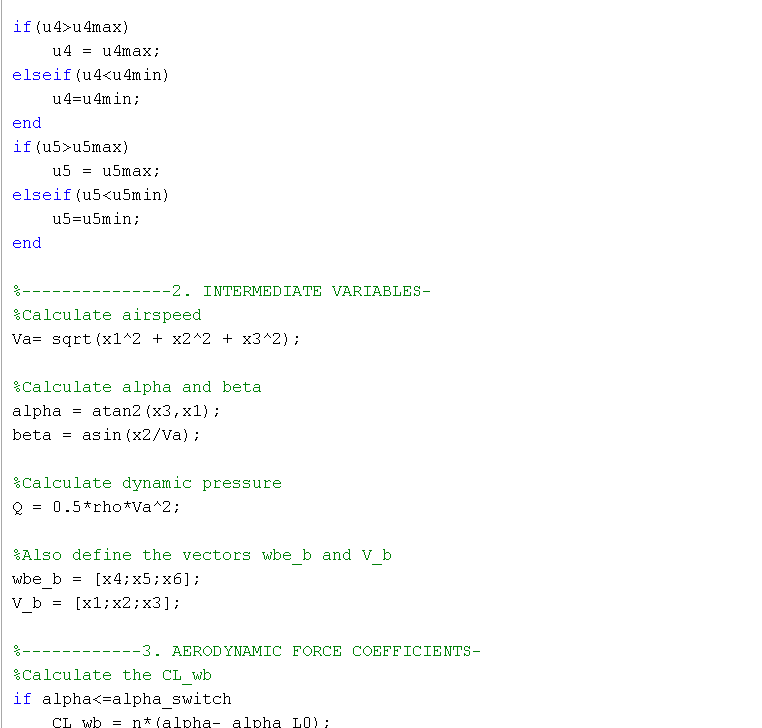 if(u4>u4max)
    u4 = u4max;
elseif(u4<u4min)
    u4=u4min;
end
if(u5>u5max)
    u5 = u5max;
elseif(u5<u5min)
    u5=u5min;
end
%---------------2. INTERMEDIATE VARIABLES-
%Calculate airspeed
Va= sqrt(x1^2 + x2^2 + x3^2);
%Calculate alpha and beta
alpha = atan2(x3,x1);
beta = asin(x2/Va);
%Calculate dynamic pressure
Q = 0.5*rho*Va^2;
%Also define the vectors wbe_b and V_b
wbe_b = [x4;x5;x6];
V_b = [x1;x2;x3];
%------------3. AERODYNAMIC FORCE COEFFICIENTS-
%Calculate the CL_wb
if alpha<=alpha_switch
    CL_wb = n*(alpha- alpha_L0);